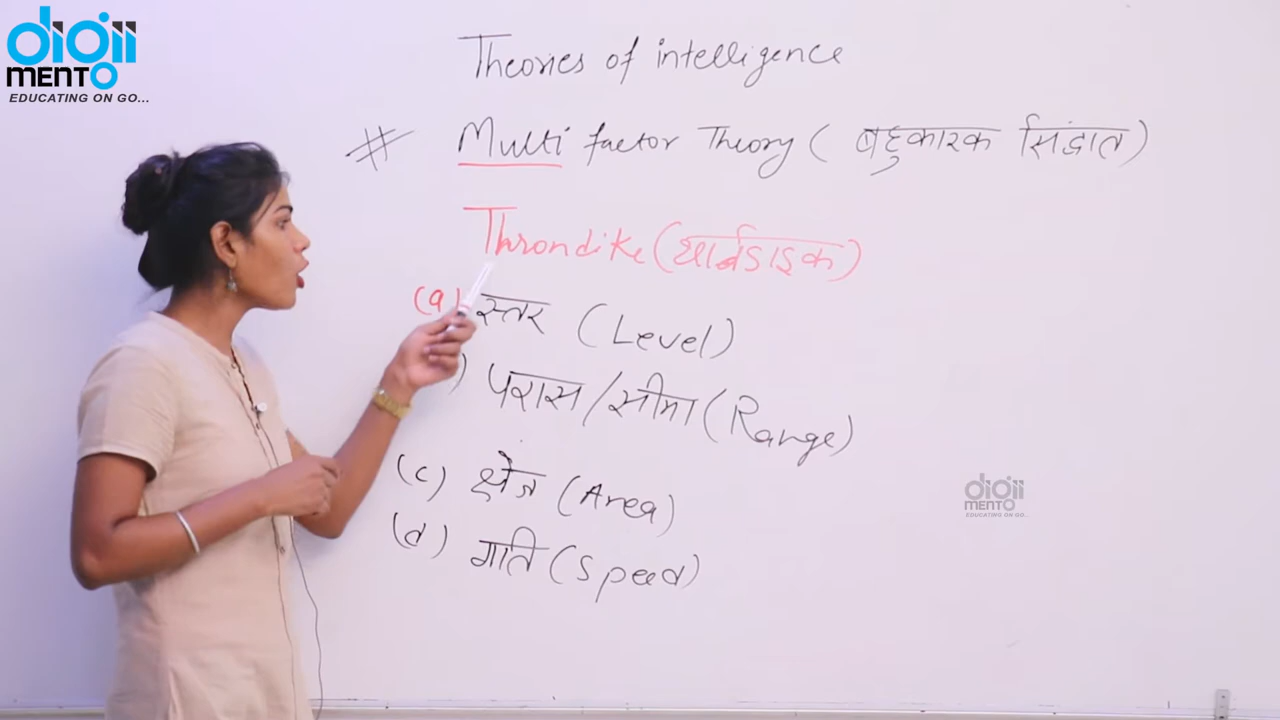 digii
MENTO
EDUCATING ON GO...
Theories of intelligence
# Multi factor Theory ( बहुकारक सिंद्धात )
Throndike (थार्नडाइक)
(a) स्तर (Level)
) परास/सीमा (Range)
(c) क्षेत्र (Area)
(d) गति (Speed)
digii
MENTO
EDUCATING ON GO...